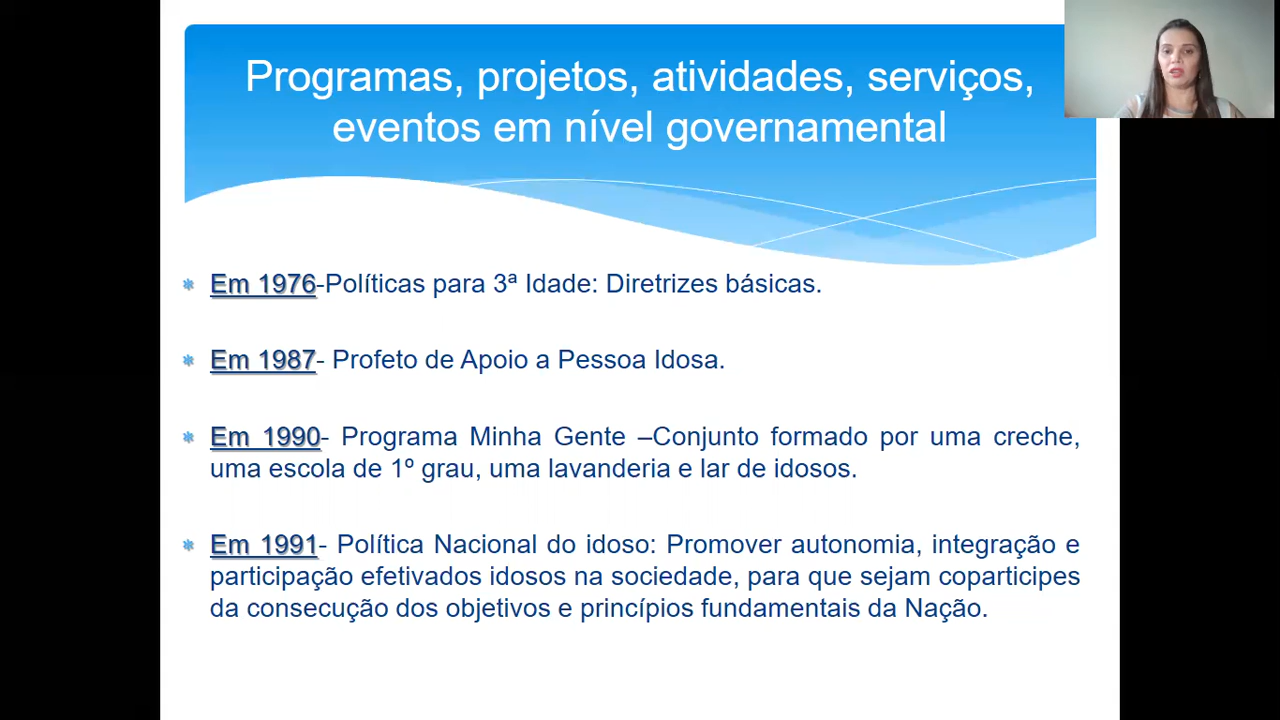 Programas, projetos, atividades, serviços,
eventos em nível governamental
Em 1976-Políticas para 3ª Idade: Diretrizes básicas.
Em 1987- Profeto de Apoio a Pessoa Idosa.
Em 1990- Programa Minha Gente –Conjunto formado por uma creche,
uma escola de 1º grau, uma lavanderia e lar de idosos.
Em 1991- Política Nacional do idoso: Promover autonomia, integração e
participação efetivados idosos na sociedade, para que sejam coparticipes
da consecução dos objetivos e princípios fundamentais da Nação.